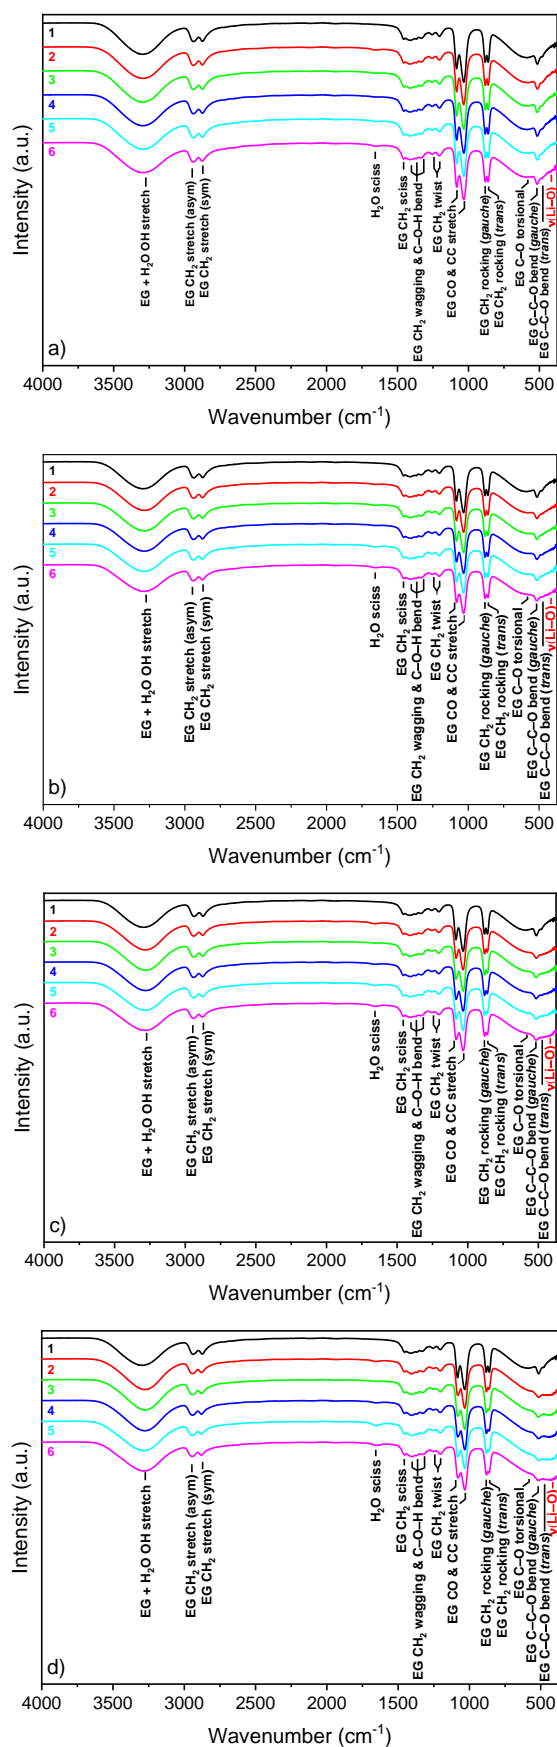 Intensity (a.u.)
1
2
3
4
5
6
EG + H₂O OH stretch
EG CH₂ stretch (asym)
EG CH₂ stretch (sym)
H₂O sciss
EG CH₂ sciss
EG CH₂ wagging & C–O–H bend
EG CH₂ twist
EG CO & CC stretch
EG CH₂ rocking (gauche)
EG CH₂ rocking (trans)
EG C–O torsional
EG C–C–O bend (gauche)
EG C–C–O bend (trans)
ν(Li–O)
a)
4000 3500 3000 2500 2000 1500 1000 500
Wavenumber (cm⁻¹)
Intensity (a.u.)
1
2
3
4
5
6
EG + H₂O OH stretch
EG CH₂ stretch (asym)
EG CH₂ stretch (sym)
H₂O sciss
EG CH₂ sciss
EG CH₂ wagging & C–O–H bend
EG CH₂ twist
EG CO & CC stretch
EG CH₂ rocking (gauche)
EG CH₂ rocking (trans)
EG C–O torsional
EG C–C–O bend (gauche)
EG C–C–O bend (trans)
ν(Li–O)
b)
4000 3500 3000 2500 2000 1500 1000 500
Wavenumber (cm⁻¹)
Intensity (a.u.)
1
2
3
4
5
6
EG + H₂O OH stretch
EG CH₂ stretch (asym)
EG CH₂ stretch (sym)
H₂O sciss
EG CH₂ sciss
EG CH₂ wagging & C–O–H bend
EG CH₂ twist
EG CO & CC stretch
EG CH₂ rocking (gauche)
EG CH₂ rocking (trans)
EG C–O torsional
EG C–C–O bend (gauche)
EG C–C–O bend (trans)
ν(Li–O)
c)
4000 3500 3000 2500 2000 1500 1000 500
Wavenumber (cm⁻¹)
Intensity (a.u.)
1
2
3
4
5
6
EG + H₂O OH stretch
EG CH₂ stretch (asym)
EG CH₂ stretch (sym)
H₂O sciss
EG CH₂ sciss
EG CH₂ wagging & C–O–H bend
EG CH₂ twist
EG CO & CC stretch
EG CH₂ rocking (gauche)
EG CH₂ rocking (trans)
EG C–O torsional
EG C–C–O bend (gauche)
EG C–C–O bend (trans)
ν(Li–O)
d)
4000 3500 3000 2500 2000 1500 1000 500
Wavenumber (cm⁻¹)